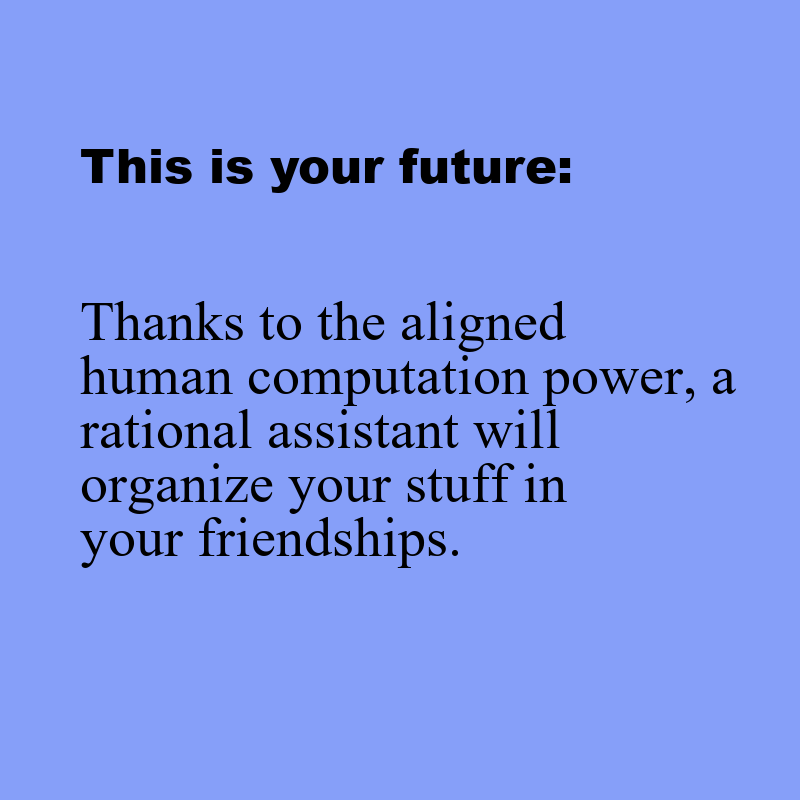 This is your future:
Thanks to the aligned
human computation power, a
rational assistant will
organize your stuff in
your friendships.